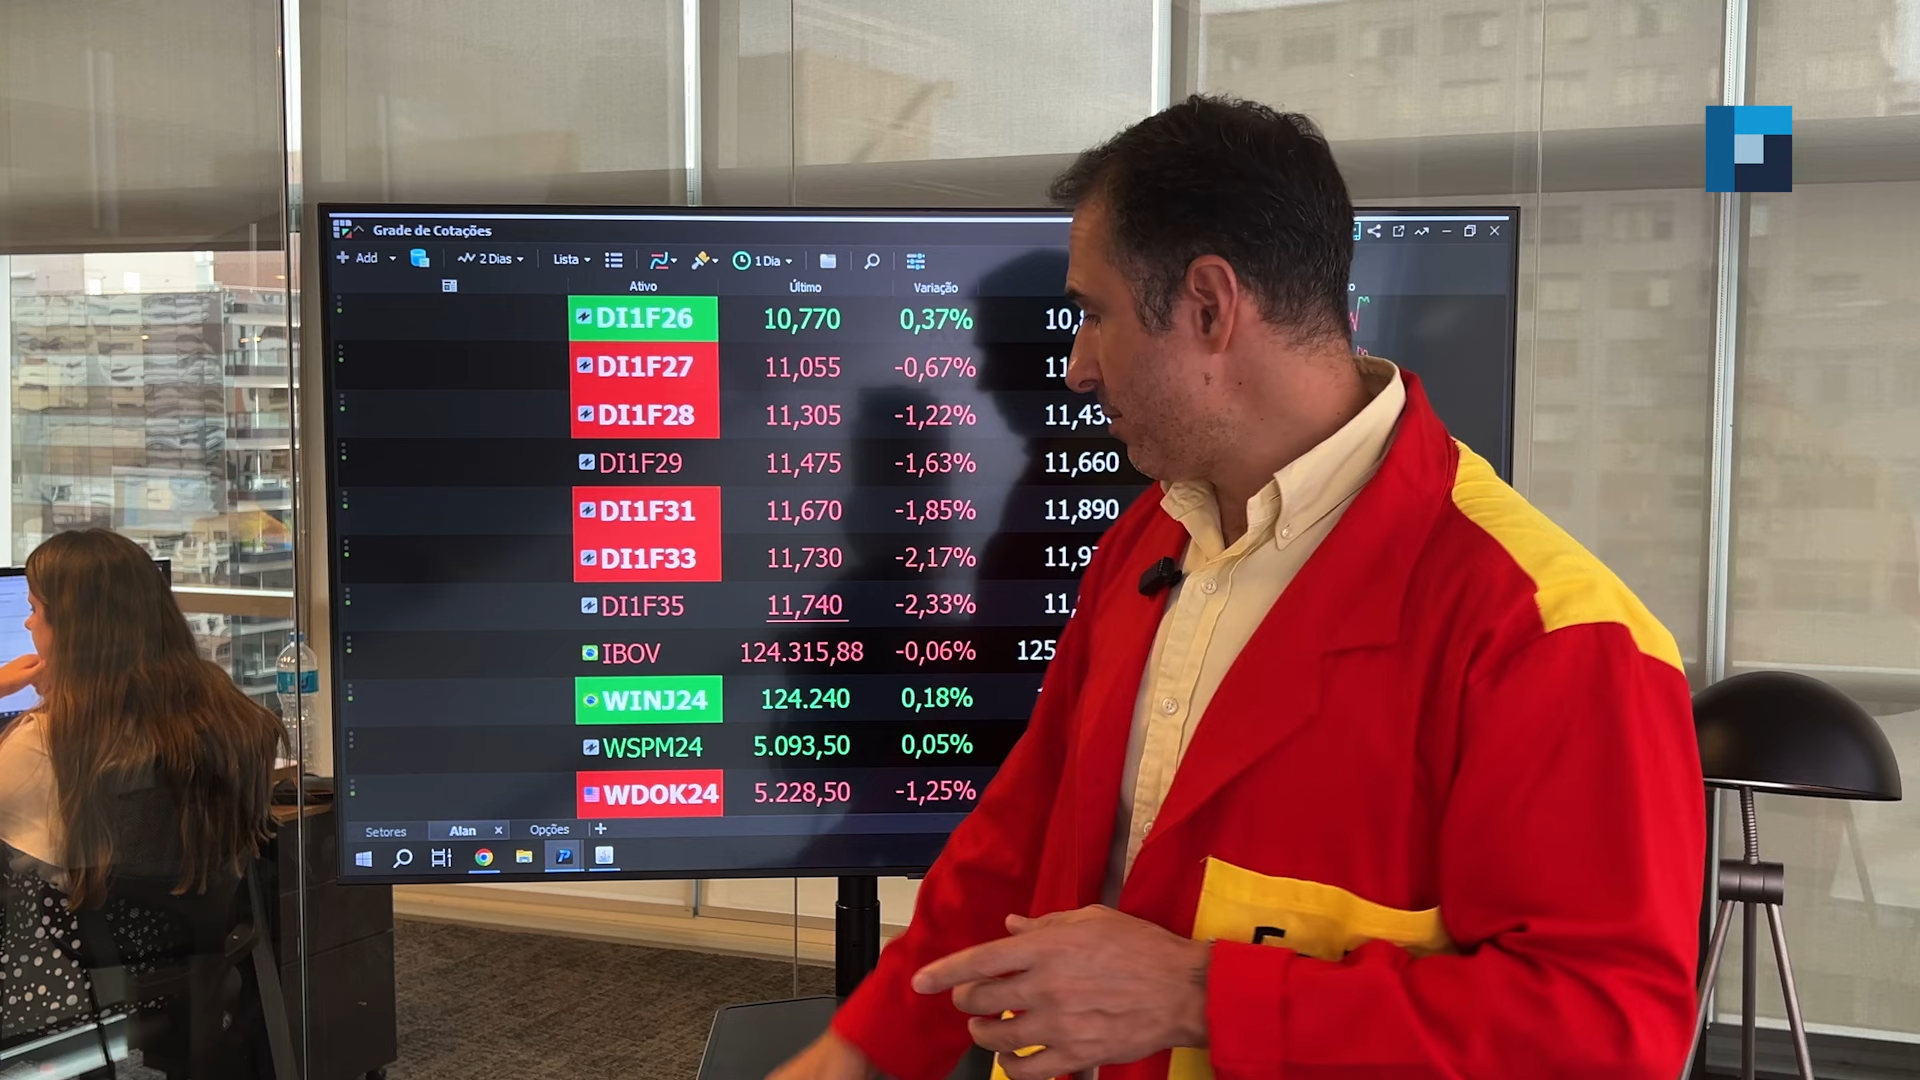 Grade de Cotações
Add 2 Dias Lista 1 Dia
Ativo Último Variação
DI1F26 10,770 0,37%
DI1F27 11,055 -0,67%
DI1F28 11,305 -1,22%
DI1F29 11,475 -1,63% 11,660
DI1F31 11,670 -1,85% 11,890
DI1F33 11,730 -2,17%
DI1F35 11,740 -2,33%
IBOV 124.315,88 -0,06%
WINJ24 124.240 0,18%
WSPM24 5.093,50 0,05%
WDOK24 5.228,50 -1,25%
Setores Alan Opções